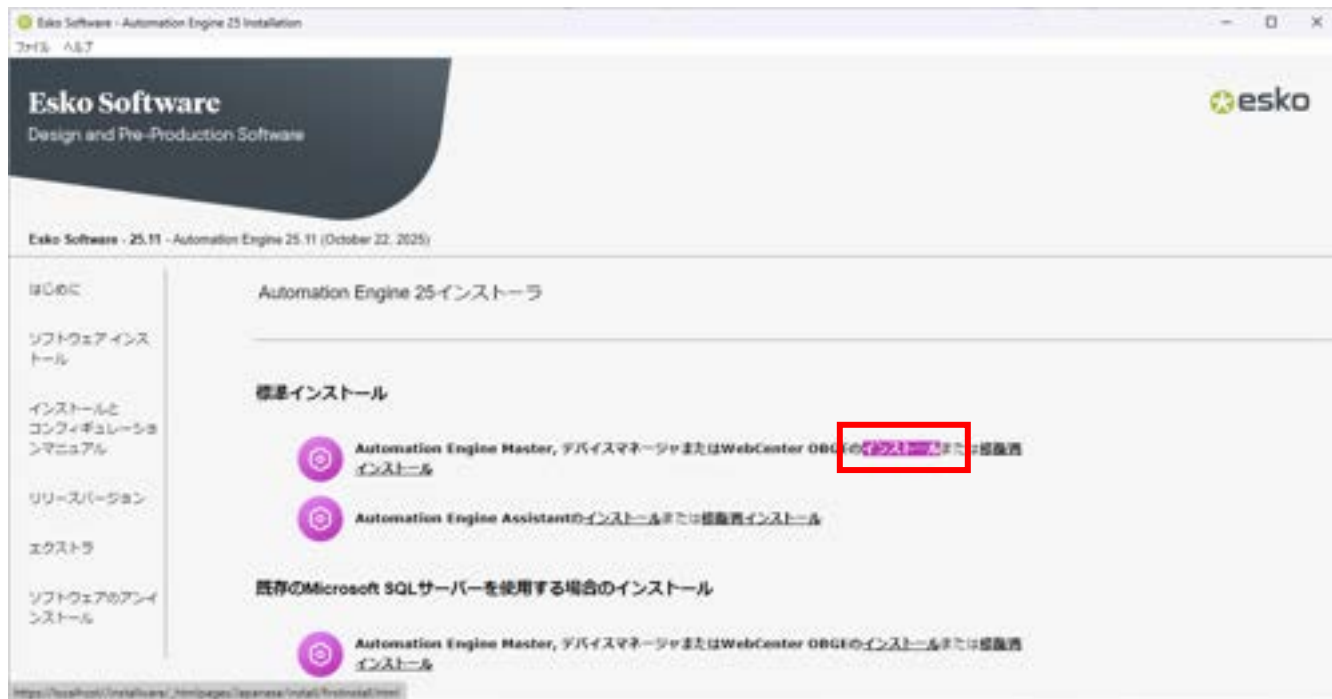 Esko Software - Automation Engine 25 Installation
ファイル ヘルプ
Esko Software
Design and Pre-Production Software
esko
Esko Software - 25.11 - Automation Engine 25.11 (October 22, 2025)
はじめに
ソフトウェア インス
トール
インストールと
コンフィギュレーショ
ンマニュアル
リリースバージョン
エクストラ
ソフトウェアのアンイ
ンストール
Automation Engine 25インストーラ
標準インストール
Automation Engine Master, デバイスマネージャまたはWebCenter OBGEのインストールまたは
インストール
Automation Engine Assistantのインストールまたはインストール
既存のMicrosoft SQLサーバーを使用する場合のインストール
Automation Engine Master, デバイスマネージャまたはWebCenter OBGEのインストールまたは
インストール